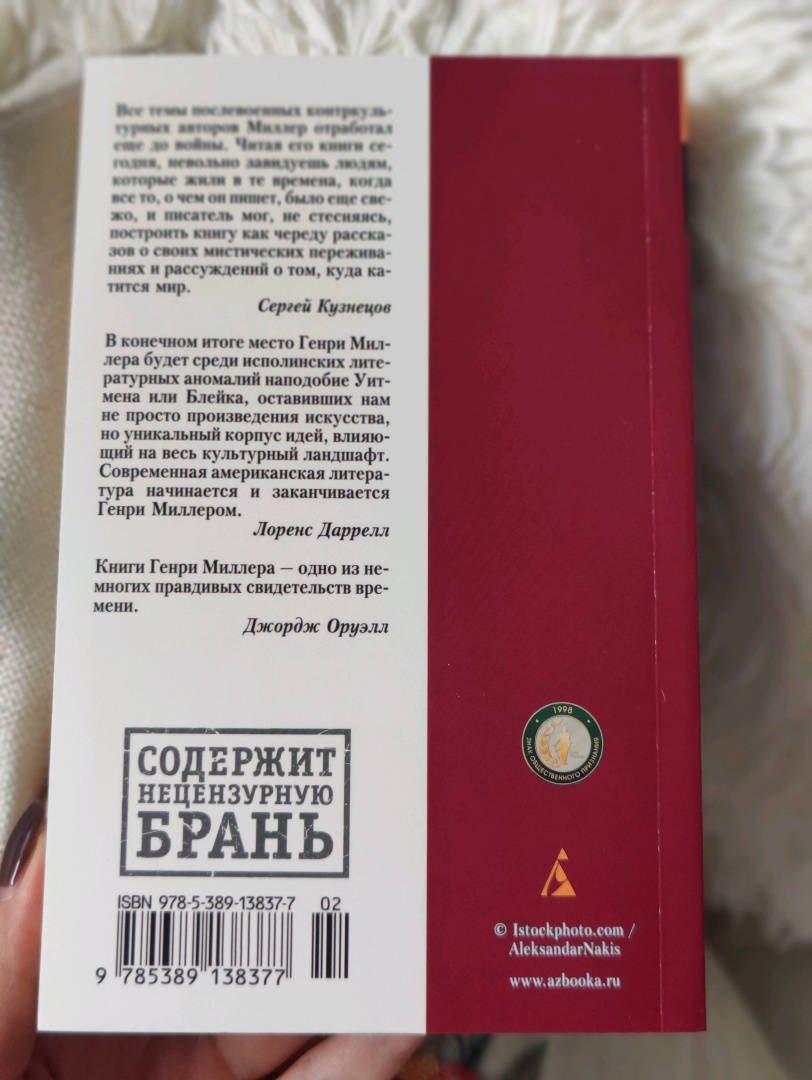 Все темы послевоенных контркуль-
турных авторов Миллер отработал
еще до войны. Читая его книги се-
годня, невольно завидуешь людям,
которые жили в те времена, когда
все то, о чем он пишет, было еще све-
жо, и писатель мог, не стесняясь,
построить книгу как череду расска-
зов о своих мистических пережива-
ниях и рассуждений о том, куда ка-
тится мир.
Сергей Кузнецов
В конечном итоге место Генри Мил-
лера будет среди исполинских лите-
ратурных аномалий наподобие Уит-
мена или Блейка, оставивших нам
не просто произведения искусства,
но уникальный корпус идей, влияю-
щий на весь культурный ландшафт.
Современная американская литера-
тура начинается и заканчивается
Генри Миллером.
Лоренс Даррелл
Книги Генри Миллера — одно из не-
многих правдивых свидетельств вре-
мени.
Джордж Оруэлл
СОДЕРЖИТ
НЕЦЕНЗУРНУЮ
БРАНЬ
ISBN 978-5-389-13837-7
02
9 785389 138377
1998
ЗНАК ОБЩЕСТВЕННОГО ПРИЗНАНИЯ
© Istockphoto.com /
AleksandarNakis
www.azbooka.ru